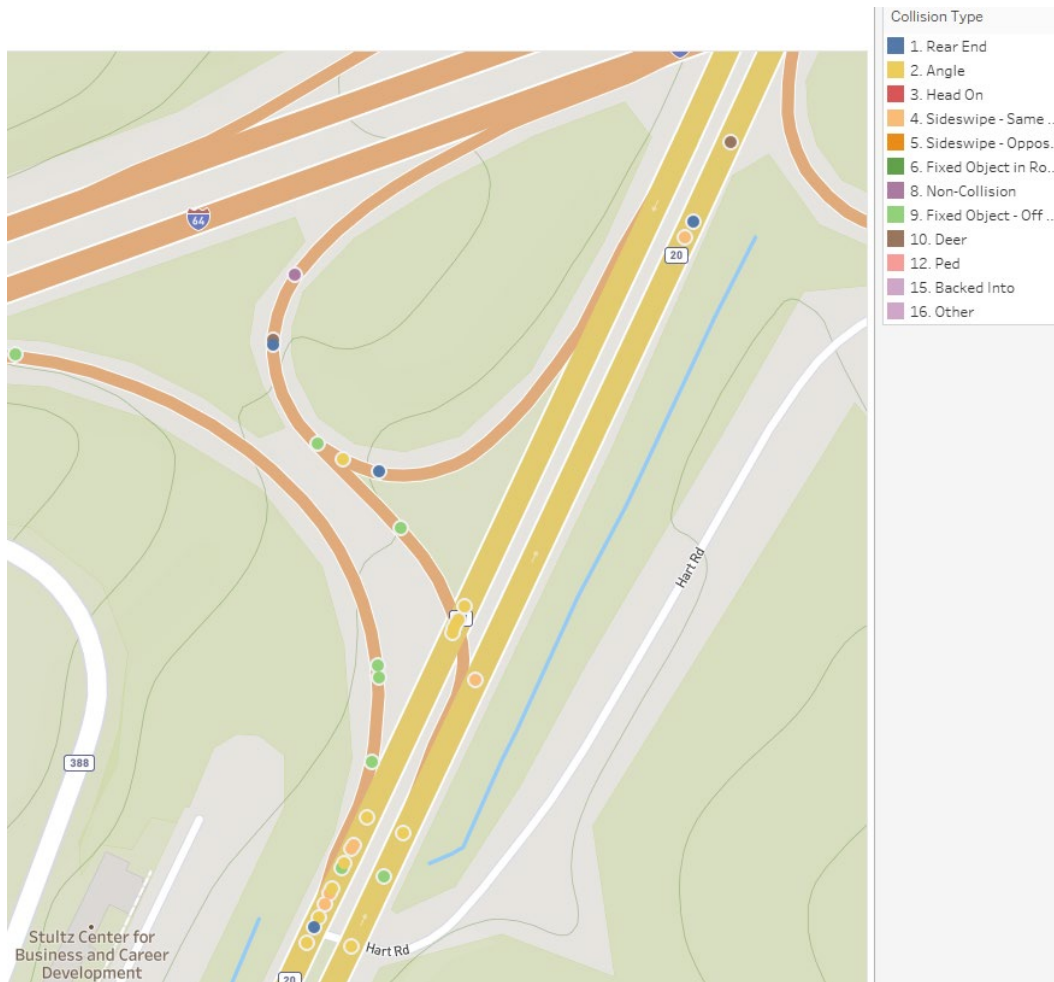 Collision Type
1. Rear End
2. Angle
3. Head On
4. Sideswipe - Same ..
5. Sideswipe - Oppos..
6. Fixed Object in Ro..
8. Non-Collision
9. Fixed Object - Off ..
10. Deer
12. Ped
15. Backed Into
16. Other
64
20
Hart Rd
388
Stultz Center for
Business and Career
Development
Hart Rd
20